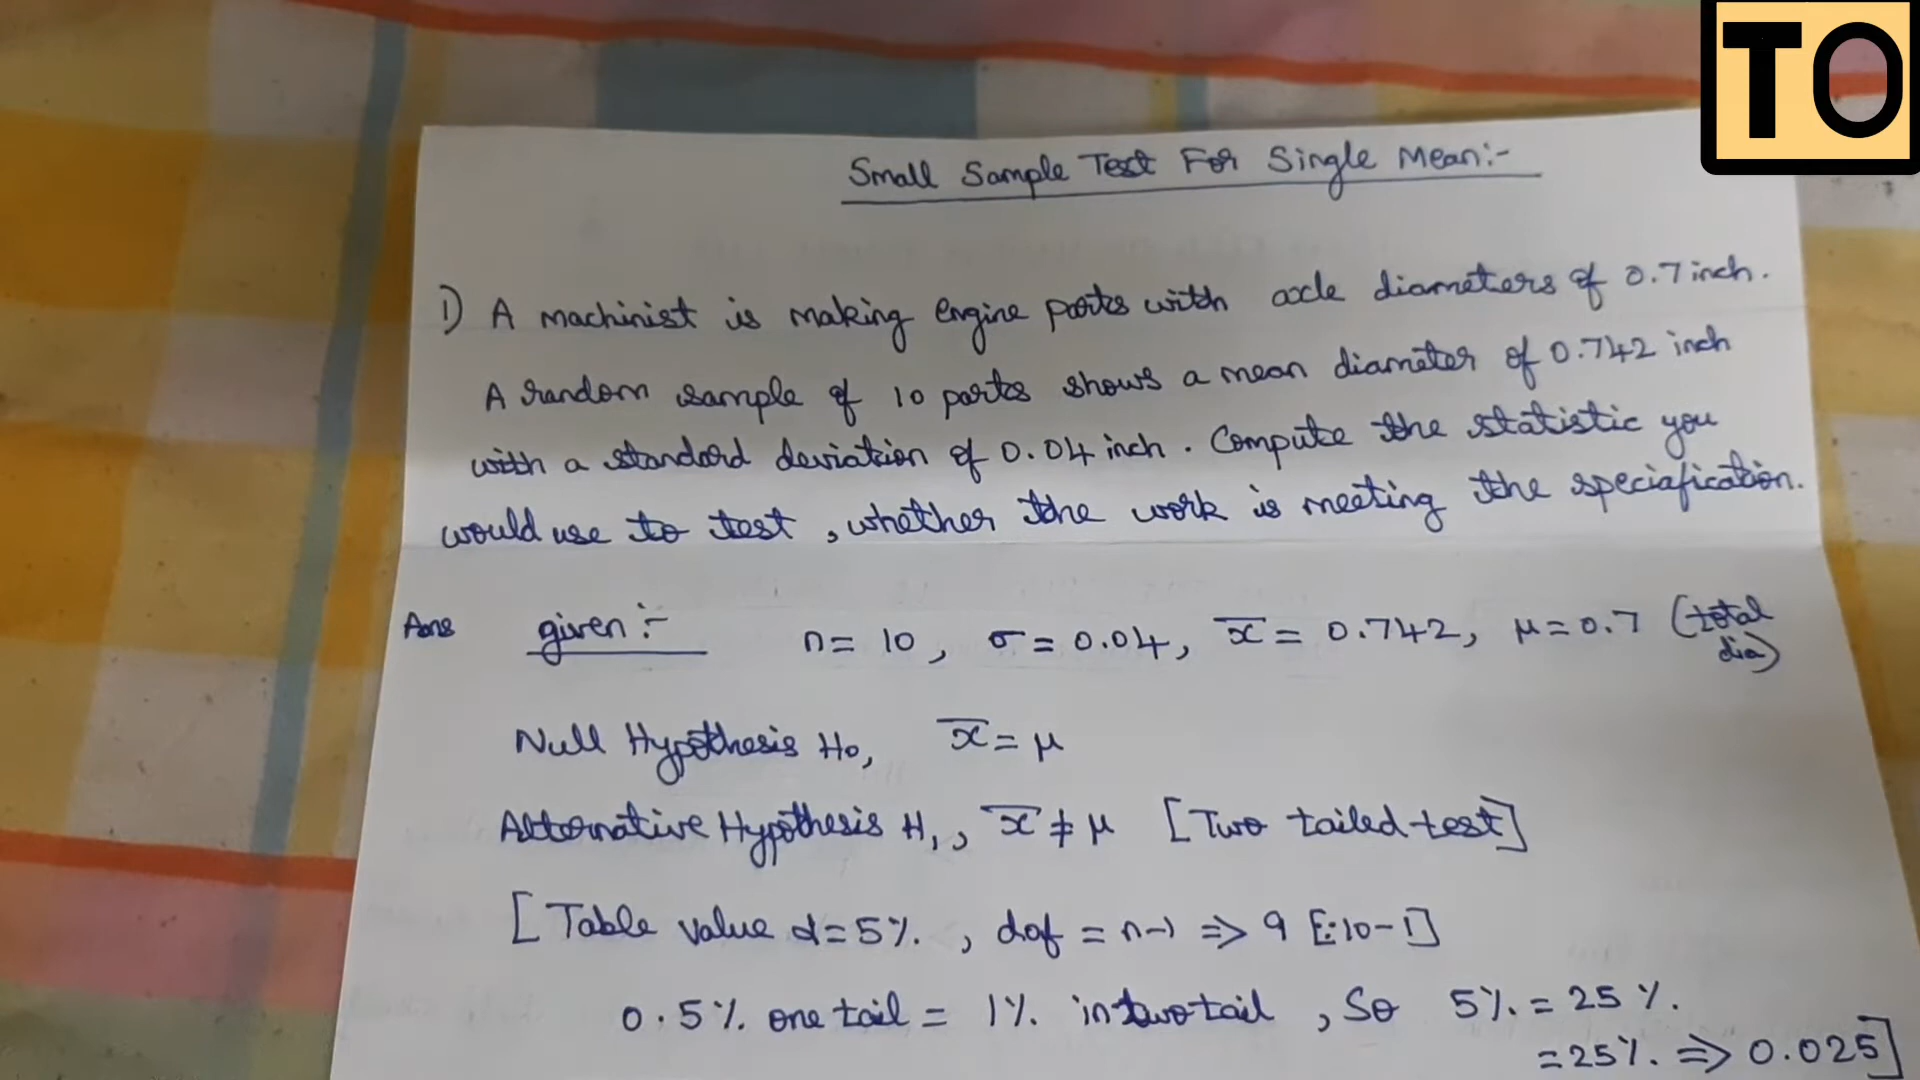 TO
Small Sample Test For Single Mean:-
1) A machinist is making engine parts with axle diameters of 0.7 inch.
A random sample of 10 parts shows a mean diameter of 0.742 inch
with a standard deviation of 0.04 inch. Compute the statistic you
would use to test, whether the work is meeting the speciafication.
Ans given :- n = 10, σ = 0.04, x̄ = 0.742, μ = 0.7 (total dia)
Null Hypothesis H₀, x̄ = μ
Alternative Hypothesis H₁, x̄ ≠ μ [Two tailed test]
[Table value α = 5%, dof = n-1 ⇒ 9 [∵ 10-1]
0.5% one tail = 1% in two tail, So 5% = 25%
= 25% ⇒ 0.025]